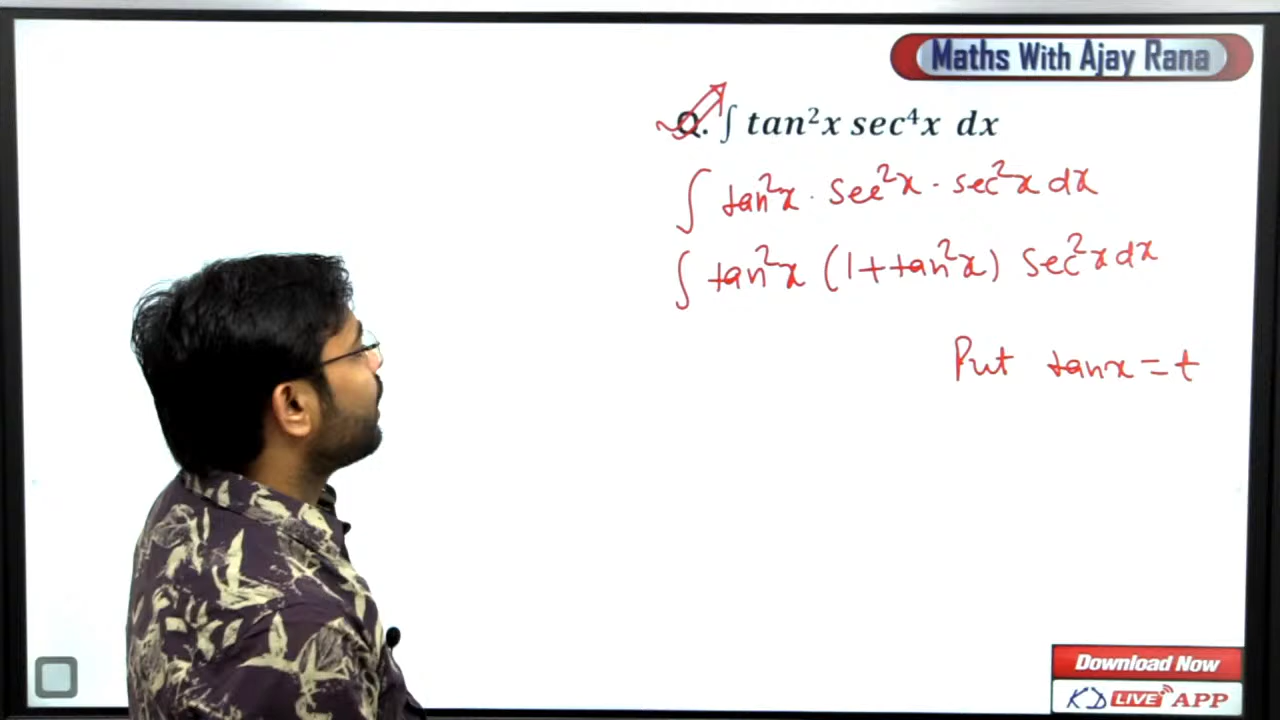 Maths With Ajay Rana
Q. ∫ tan²x sec⁴x dx
∫ tan²x · sec²x · sec²x dx
∫ tan²x (1+tan²x) sec²x dx
Put tanx = t
Download Now
KD LIVE APP